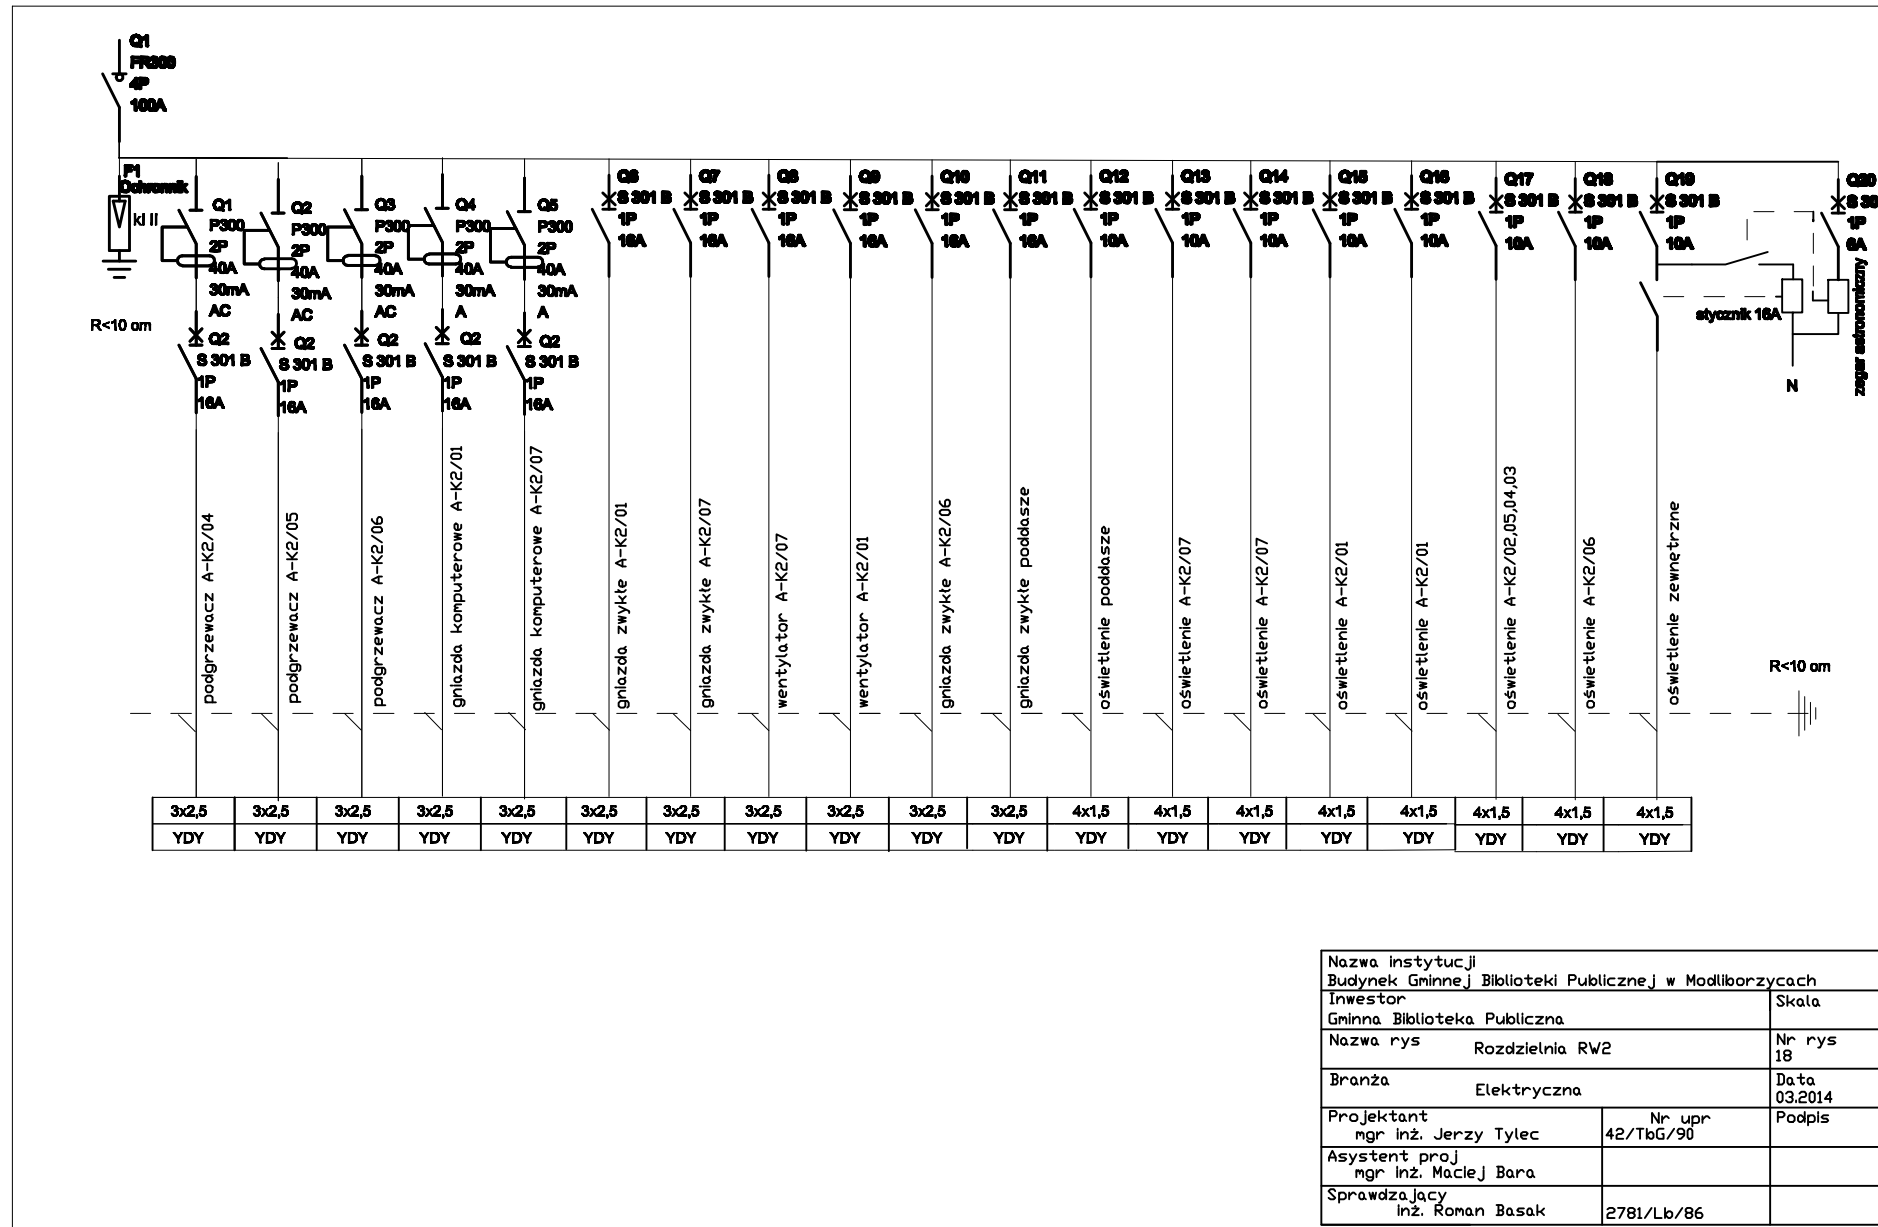 Q1
FR300
4P
100A
F1
Ochronnik
kl II
R<10 om
Q1
P300
2P
40A
30mA
AC
Q2
S 301 B
1P
16A
Q2
P300
2P
40A
30mA
AC
Q2
S 301 B
1P
16A
Q3
P300
2P
40A
30mA
AC
Q2
S 301 B
1P
16A
Q4
P300
2P
40A
30mA
A
Q2
S 301 B
1P
16A
Q5
P300
2P
40A
30mA
A
Q2
S 301 B
1P
16A
Q6
S 301 B
1P
16A
Q7
S 301 B
1P
16A
Q8
S 301 B
1P
16A
Q9
S 301 B
1P
16A
Q10
S 301 B
1P
16A
Q11
S 301 B
1P
16A
Q12
S 301 B
1P
10A
Q13
S 301 B
1P
10A
Q14
S 301 B
1P
10A
Q15
S 301 B
1P
10A
Q16
S 301 B
1P
10A
Q17
S 301 B
1P
10A
Q18
S 301 B
1P
10A
Q19
S 301 B
1P
10A
Q20
S 30
1P
6A
stycznik 16A
zegar astronomiczny
N
podgrzewacz A-K2/04
podgrzewacz A-K2/05
podgrzewacz A-K2/06
gniazda komputerowe A-K2/01
gniazda komputerowe A-K2/07
gniazda zwykłe A-K2/01
gniazda zwykłe A-K2/07
wentylator A-K2/07
wentylator A-K2/01
gniazda zwykłe A-K2/06
gniazda zwykłe poddasze
oświetlenie poddasze
oświetlenie A-K2/07
oświetlenie A-K2/07
oświetlenie A-K2/01
oświetlenie A-K2/01
oświetlenie A-K2/02,05,04,03
oświetlenie A-K2/06
oświetlenie zewnętrzne
R<10 om
3x2,5 3x2,5 3x2,5 3x2,5 3x2,5 3x2,5 3x2,5 3x2,5 3x2,5 3x2,5 3x2,5 4x1,5 4x1,5 4x1,5 4x1,5 4x1,5 4x1,5 4x1,5 4x1,5
YDY YDY YDY YDY YDY YDY YDY YDY YDY YDY YDY YDY YDY YDY YDY YDY YDY YDY YDY
Nazwa instytucji
Budynek Gminnej Biblioteki Publicznej w Modliborzycach
Inwestor Skala
Gminna Biblioteka Publiczna
Nazwa rys Rozdzielnia RW2 Nr rys
18
Branża Elektryczna Data
03.2014
Projektant Nr upr Podpis
mgr inż. Jerzy Tylec 42/TbG/90
Asystent proj
mgr inż. Maciej Bara
Sprawdzający
inż. Roman Basak 2781/Lb/86